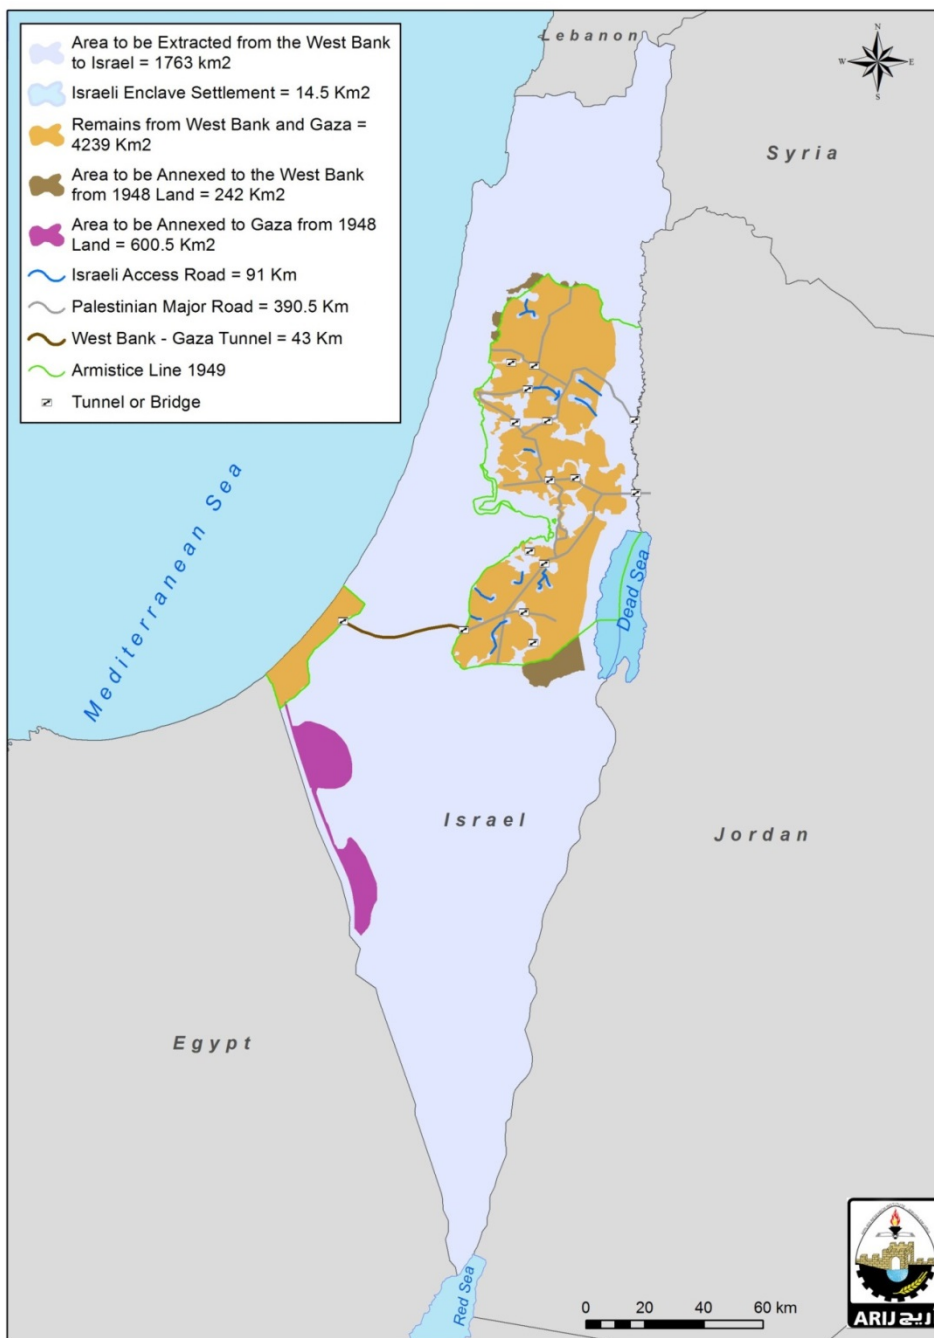 Area to be Extracted from the West Bank
to Israel = 1763 km2
Israeli Enclave Settlement = 14.5 Km2
Remains from West Bank and Gaza =
4239 Km2
Area to be Annexed to the West Bank
from 1948 Land = 242 Km2
Area to be Annexed to Gaza from 1948
Land = 600.5 Km2
Israeli Access Road = 91 Km
Palestinian Major Road = 390.5 Km
West Bank - Gaza Tunnel = 43 Km
Armistice Line 1949
Tunnel or Bridge
Lebanon
N
W
E
S
Syria
Mediterranean Sea
Dead Sea
Israel
Jordan
Egypt
Red Sea
0 20 40 60 km
ARIJ أريج